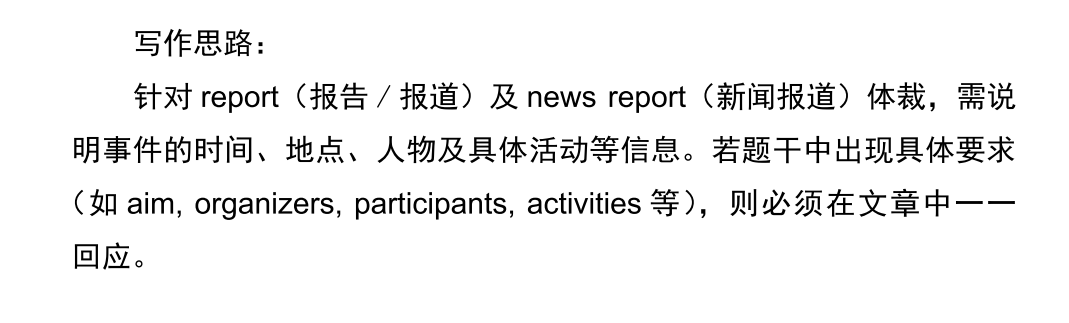 写作思路：
针对 report（报告 / 报道）及 news report（新闻报道）体裁，需说
明事件的时间、地点、人物及具体活动等信息。若题干中出现具体要求
（如 aim, organizers, participants, activities 等），则必须在文章中一一
回应。